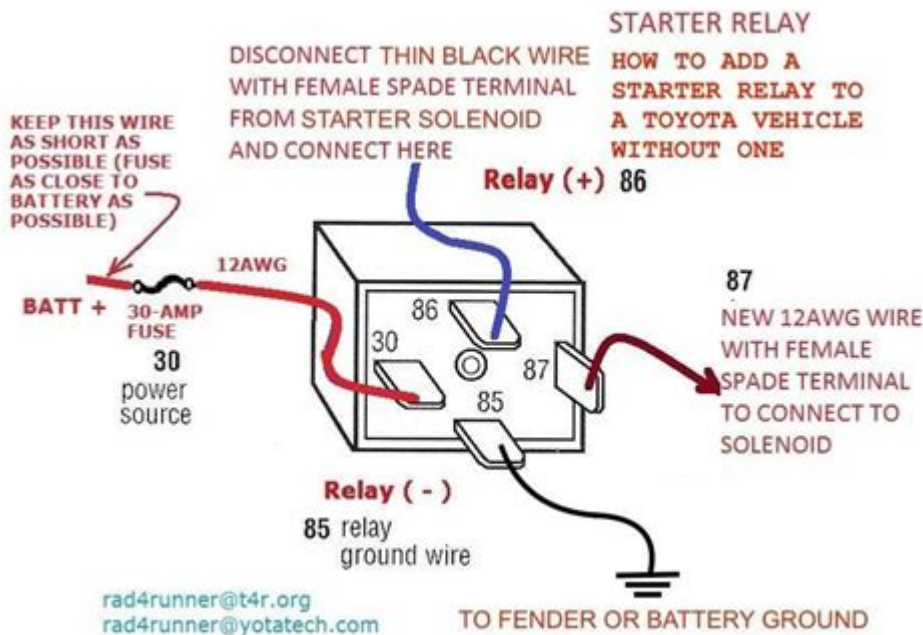 STARTER RELAY
HOW TO ADD A
STARTER RELAY TO
A TOYOTA VEHICLE
WITHOUT ONE
DISCONNECT THIN BLACK WIRE
WITH FEMALE SPADE TERMINAL
FROM STARTER SOLENOID
AND CONNECT HERE
Relay (+) 86
KEEP THIS WIRE
AS SHORT AS
POSSIBLE (FUSE
AS CLOSE TO
BATTERY AS
POSSIBLE)
12AWG
BATT +
30-AMP
FUSE
30
power
source
86
30
87
85
87
NEW 12AWG WIRE
WITH FEMALE
SPADE TERMINAL
TO CONNECT TO
SOLENOID
Relay ( - )
85 relay
ground wire
rad4runner@t4r.org
rad4runner@yotatech.com
TO FENDER OR BATTERY GROUND